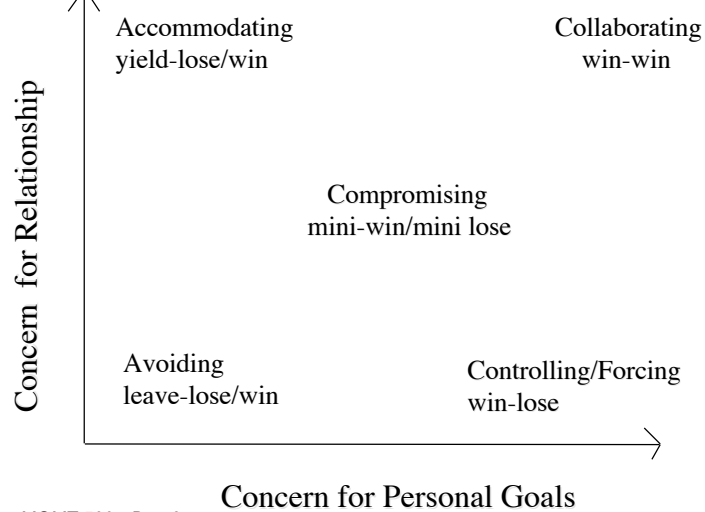 Accommodating
yield-lose/win
Collaborating
win-win
Concern for Relationship
Compromising
mini-win/mini lose
Avoiding
leave-lose/win
Controlling/Forcing
win-lose
Concern for Personal Goals